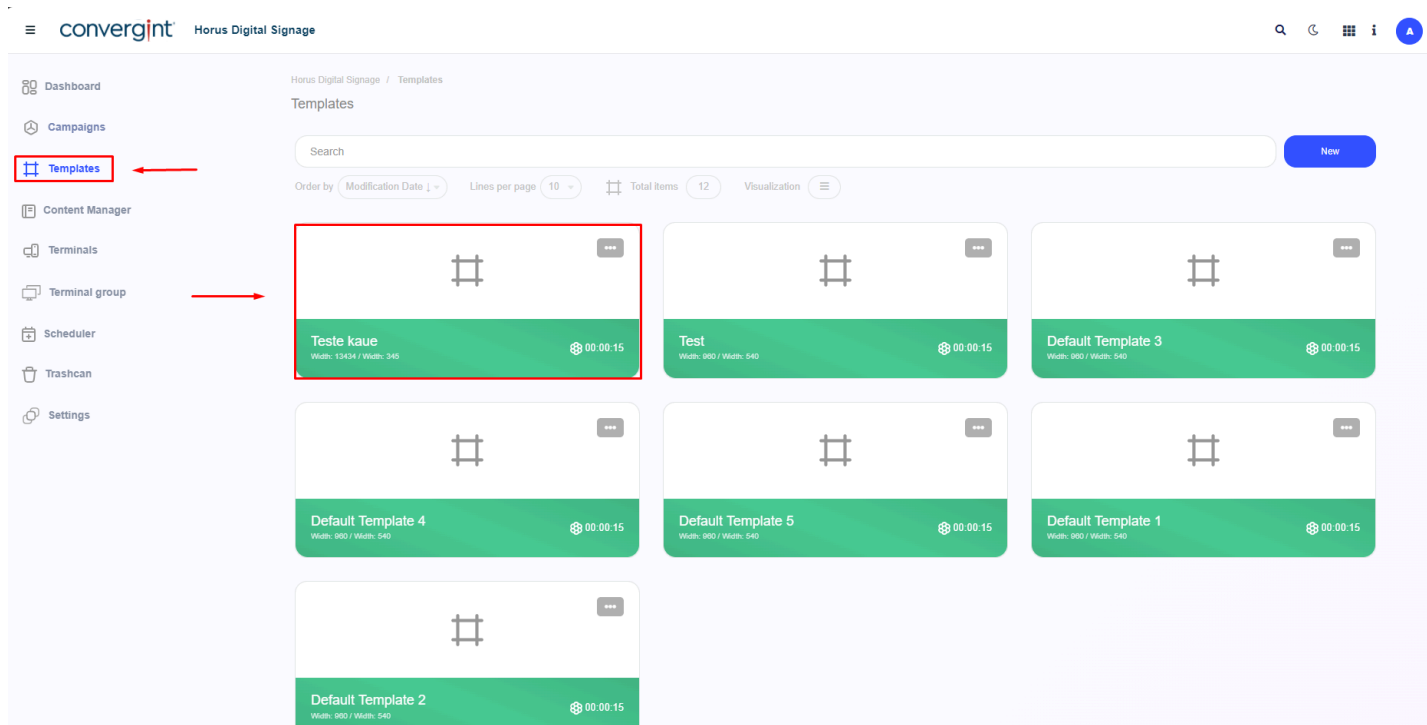 convergint Horus Digital Signage
A
Dashboard
Campaigns
Templates
Content Manager
Terminals
Terminal group
Scheduler
Trashcan
Settings
Horus Digital Signage / Templates
Templates
Search
New
Order by Modification Date ↓ Lines per page 10 Total items 12 Visualization
Teste kaue
Width: 13434 / Width: 345
00:00:15
Test
Width: 960 / Width: 540
00:00:15
Default Template 3
Width: 960 / Width: 540
00:00:15
Default Template 4
Width: 960 / Width: 540
00:00:15
Default Template 5
Width: 960 / Width: 540
00:00:15
Default Template 1
Width: 960 / Width: 540
00:00:15
Default Template 2
Width: 960 / Width: 540
00:00:15